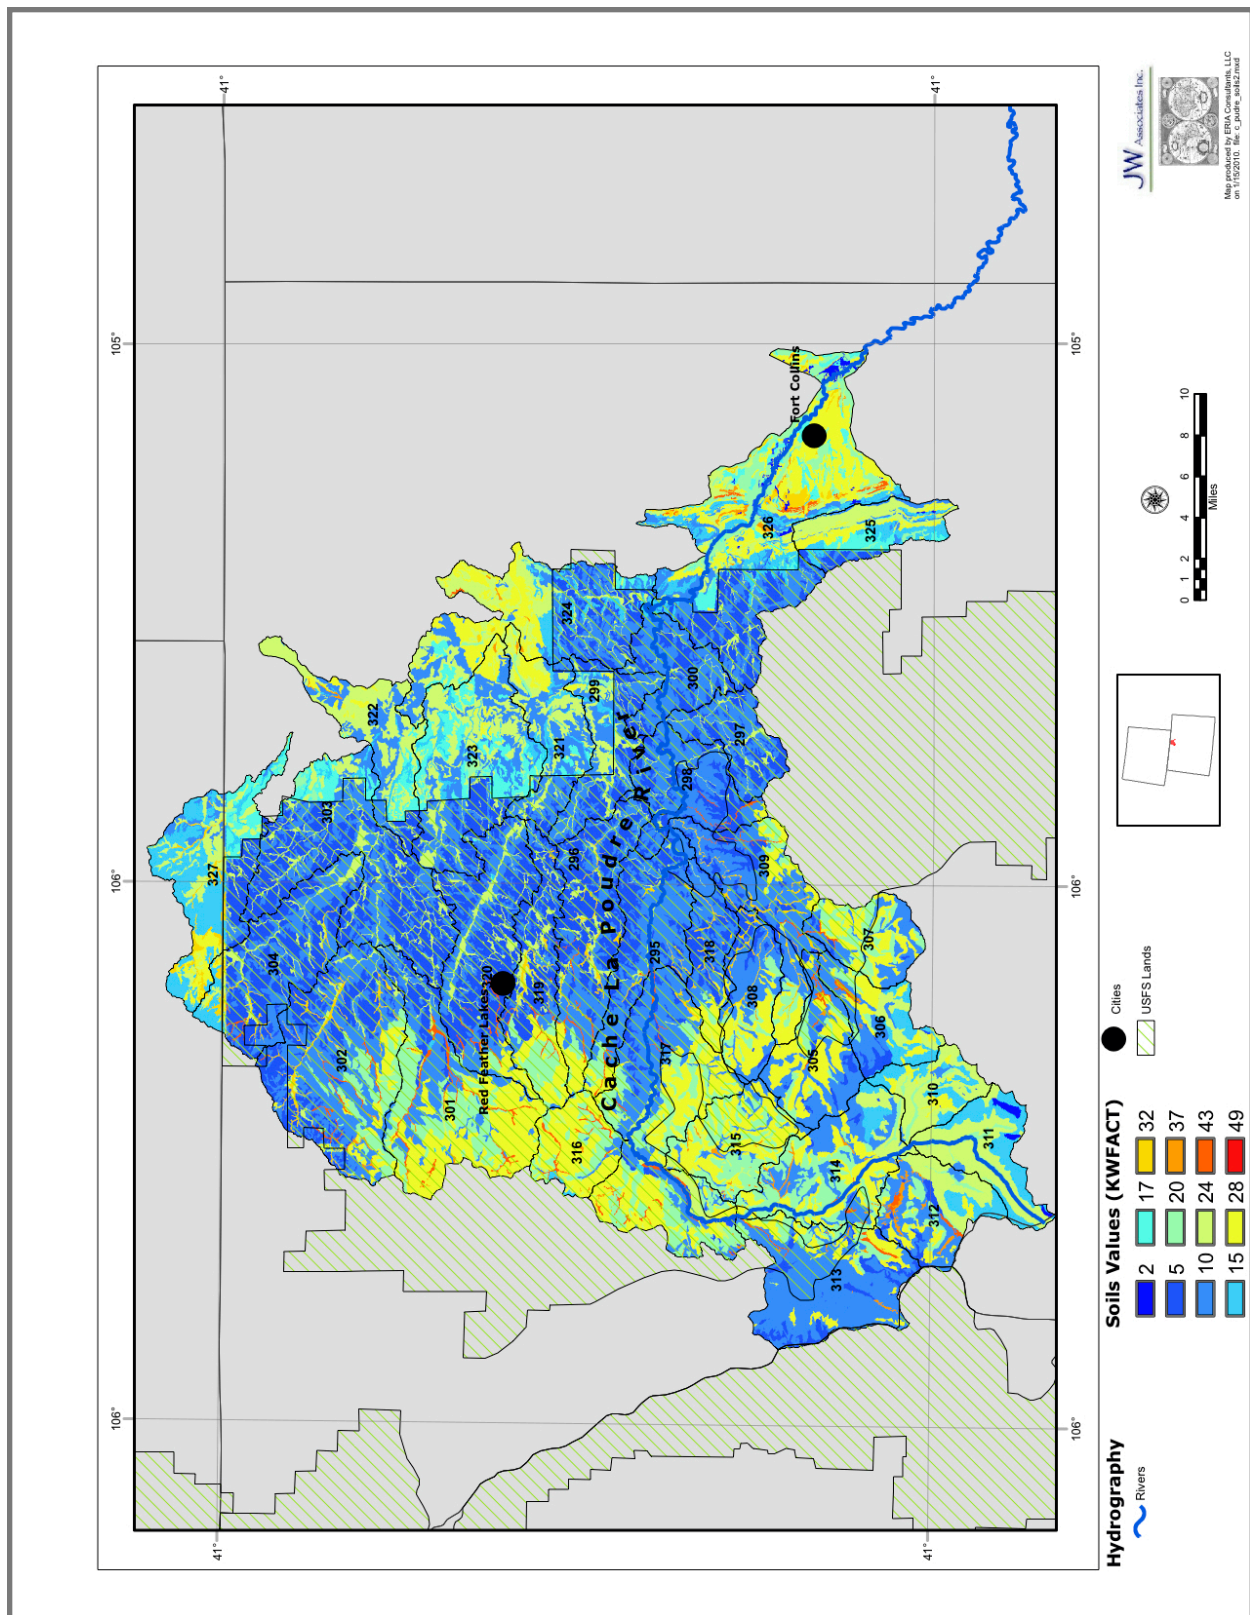 41°
41°
105°
105°
106°
106°
106°
106°
41°
41°
327
303
322
304
323
324
299
321
302
296
320
319
Red Feather Lakes
301
316
Cache La Poudre River
300
297
298
295
309
318
317
308
307
306
305
315
310
314
311
312
313
Fort Collins
326
325
JW Associates Inc.
Map produced by ERIA Consultants, LLC
on 1/15/2010. file: c_pudre_soils2.mxd
0 1 2 4 6 8 10
Miles
Hydrography
Rivers
Soils Values (KWFACT)
2 17 32
5 20 37
10 24 43
15 28 49
Cities
USFS Lands